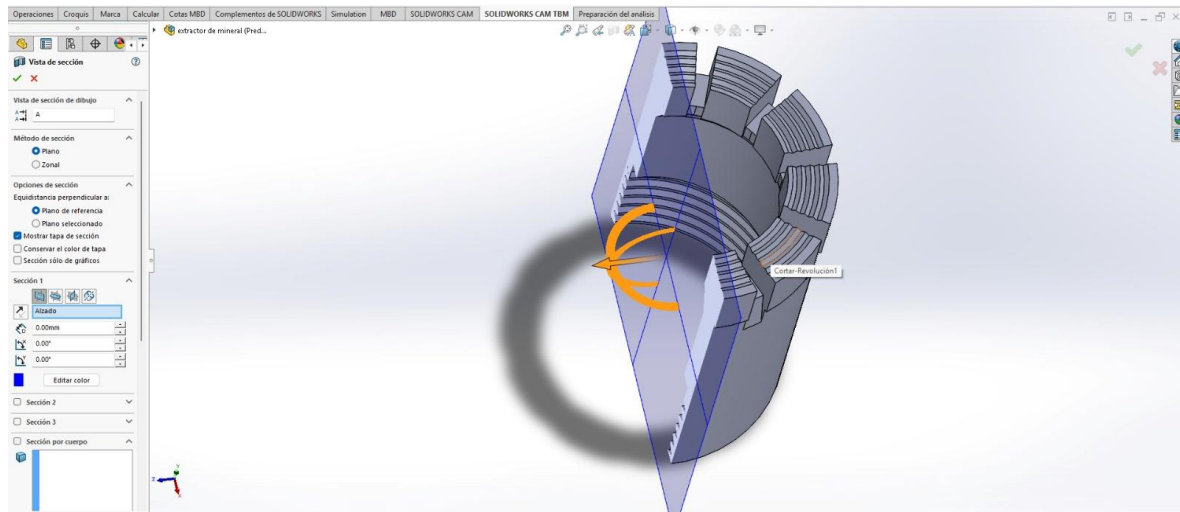 Operaciones Croquis Marca Calcular Cotas MBD Complementos de SOLIDWORKS Simulation MBD SOLIDWORKS CAM SOLIDWORKS CAM TBM Preparación del análisis
extractor de mineral (Pred...
Vista de sección
Vista de sección de dibujo
A
Método de sección
Plano
Zonal
Opciones de sección
Equidistancia perpendicular a:
Plano de referencia
Plano seleccionado
Mostrar tapa de sección
Conservar el color de tapa
Sección sólo de gráficos
Sección 1
Alzado
0.00mm
0.00°
0.00°
Editar color
Sección 2
Sección 3
Sección por cuerpo
Cortar-Revolución1